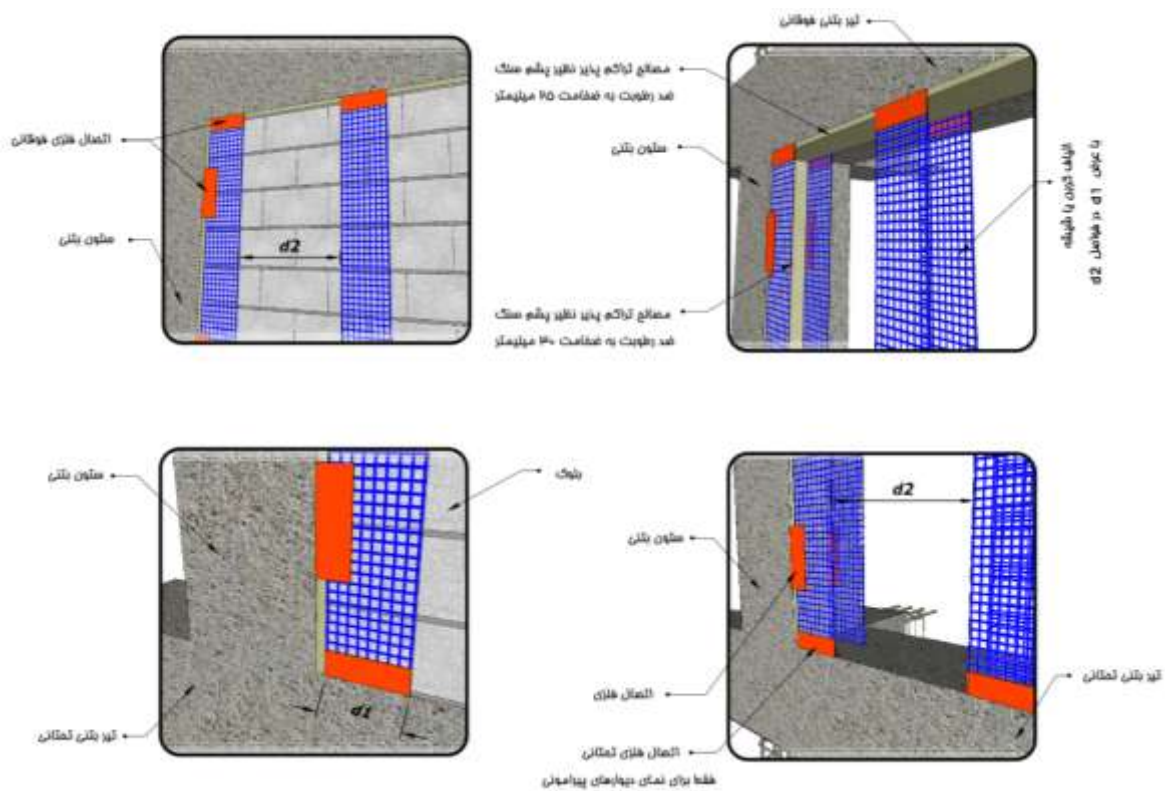 اتصال فلزی فوقانی
ستون بتنی
d2
تیر بتنی فوقانی
مصالح تراکم پذیر نظیر پشم سنگ
ضد رطوبت به ضخامت ۲۵ میلیمتر
ستون بتنی
مصالح تراکم پذیر نظیر پشم سنگ
ضد رطوبت به ضخامت ۳۰ میلیمتر
الیاف کربن یا شیشه
با عرض d1 در فواصل d2
ستون بتنی
بلوک
تیر بتنی تحتانی
d1
d2
ستون بتنی
اتصال فلزی
اتصال فلزی تحتانی
فقط برای نمای دیوارهای پیرامونی
تیر بتنی تحتانی